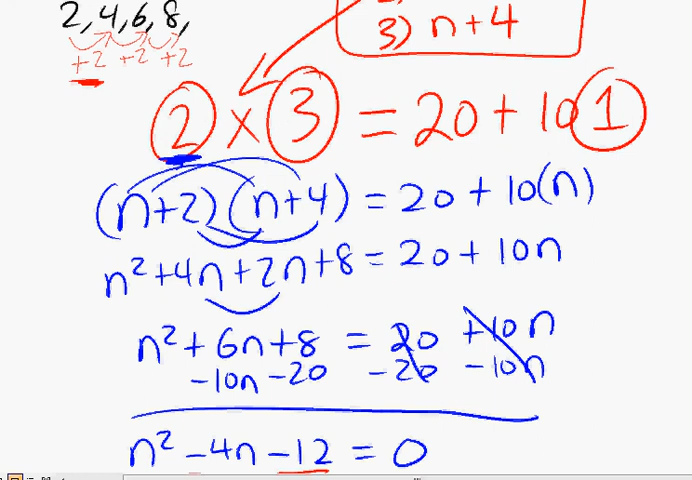 2,4,6,8,
+2 +2 +2
3) n+4
2 × 3 = 20 + 10 1
(n+2)(n+4) = 20 + 10(n)
n²+4n+2n+8 = 20 + 10n
n² + 6n + 8 = 20 +10n
-10n -20 -20 -10n
n² -4n -12 = 0